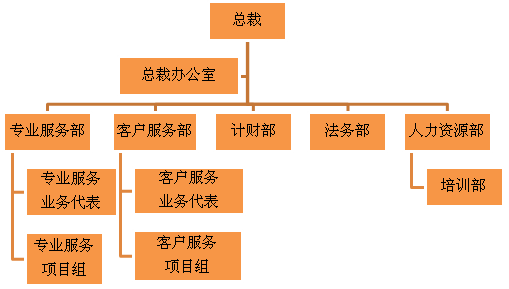 总裁
总裁办公室
专业服务部
客户服务部
计财部
法务部
人力资源部
专业服务
业务代表
客户服务
业务代表
培训部
专业服务
项目组
客户服务
项目组